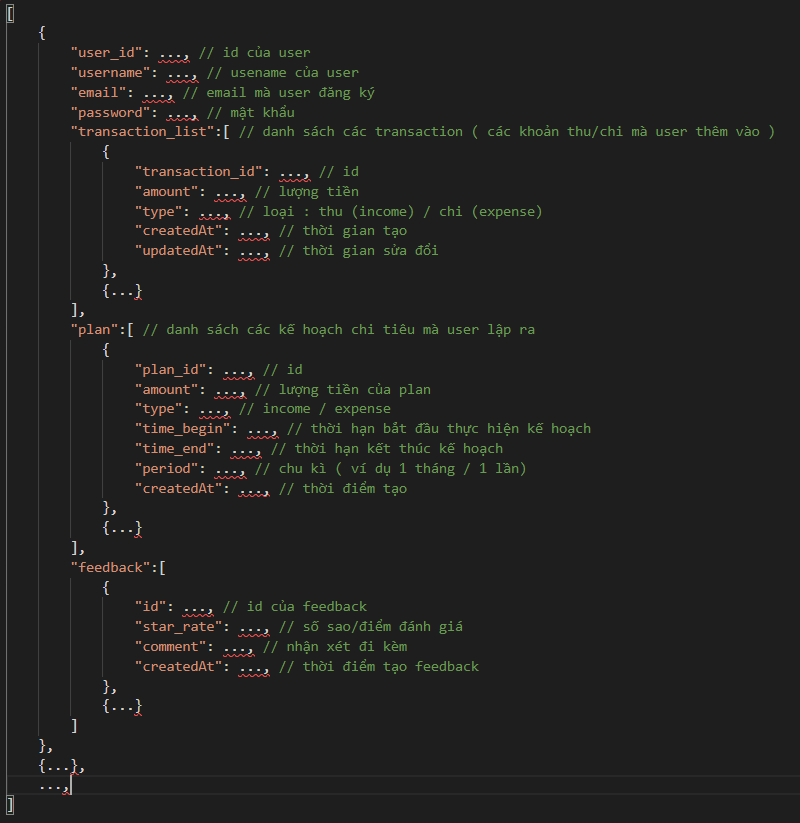 [
{
"user_id": ..., // id của user
"username": ..., // usename của user
"email": ..., // email mà user đăng ký
"password": ..., // mật khẩu
"transaction_list":[ // danh sách các transaction ( các khoản thu/chi mà user thêm vào )
{
"transaction_id": ..., // id
"amount": ..., // lượng tiền
"type": ..., // loại : thu (income) / chi (expense)
"createdAt": ..., // thời gian tạo
"updatedAt": ..., // thời gian sửa đổi
},
{...}
],
"plan":[ // danh sách các kế hoạch chi tiêu mà user lập ra
{
"plan_id": ..., // id
"amount": ..., // lượng tiền của plan
"type": ..., // income / expense
"time_begin": ..., // thời hạn bắt đầu thực hiện kế hoạch
"time_end": ..., // thời hạn kết thúc kế hoạch
"period": ..., // chu kì ( ví dụ 1 tháng / 1 lần)
"createdAt": ..., // thời điểm tạo
},
{...}
],
"feedback":[
{
"id": ..., // id của feedback
"star_rate": ..., // số sao/điểm đánh giá
"comment": ..., // nhận xét đi kèm
"createdAt": ..., // thời điểm tạo feedback
},
{...}
]
},
{...},
...,
]